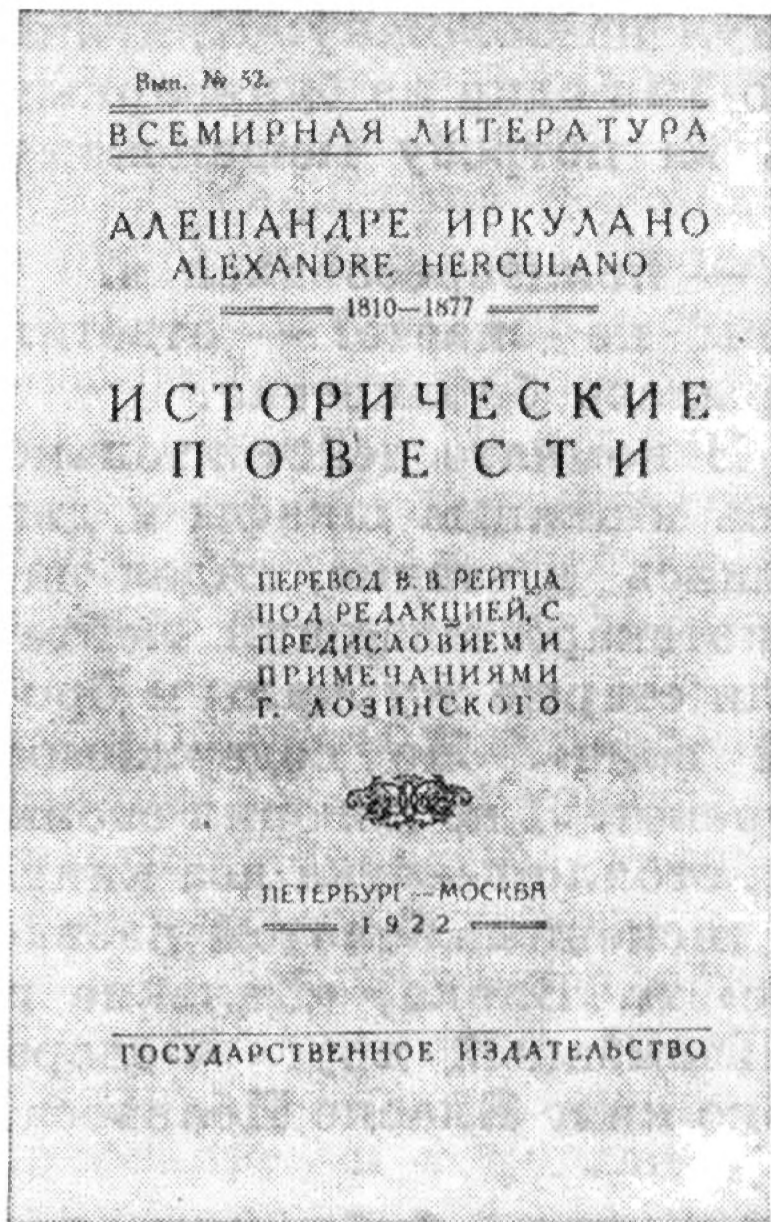 Вып. № 52.
ВСЕМИРНАЯ ЛИТЕРАТУРА
АЛЕШАНДРЕ ИРКУЛАНО
ALEXANDRE HERCULANO
1810—1877
ИСТОРИЧЕСКИЕ
ПОВЕСТИ
ПЕРЕВОД В. В. РЕЙТЦА
ПОД РЕДАКЦИЕЙ, С
ПРЕДИСЛОВИЕМ И
ПРИМЕЧАНИЯМИ
Г. ЛОЗИНСКОГО
ПЕТЕРБУРГ—МОСКВА
1922
ГОСУДАРСТВЕННОЕ ИЗДАТЕЛЬСТВО